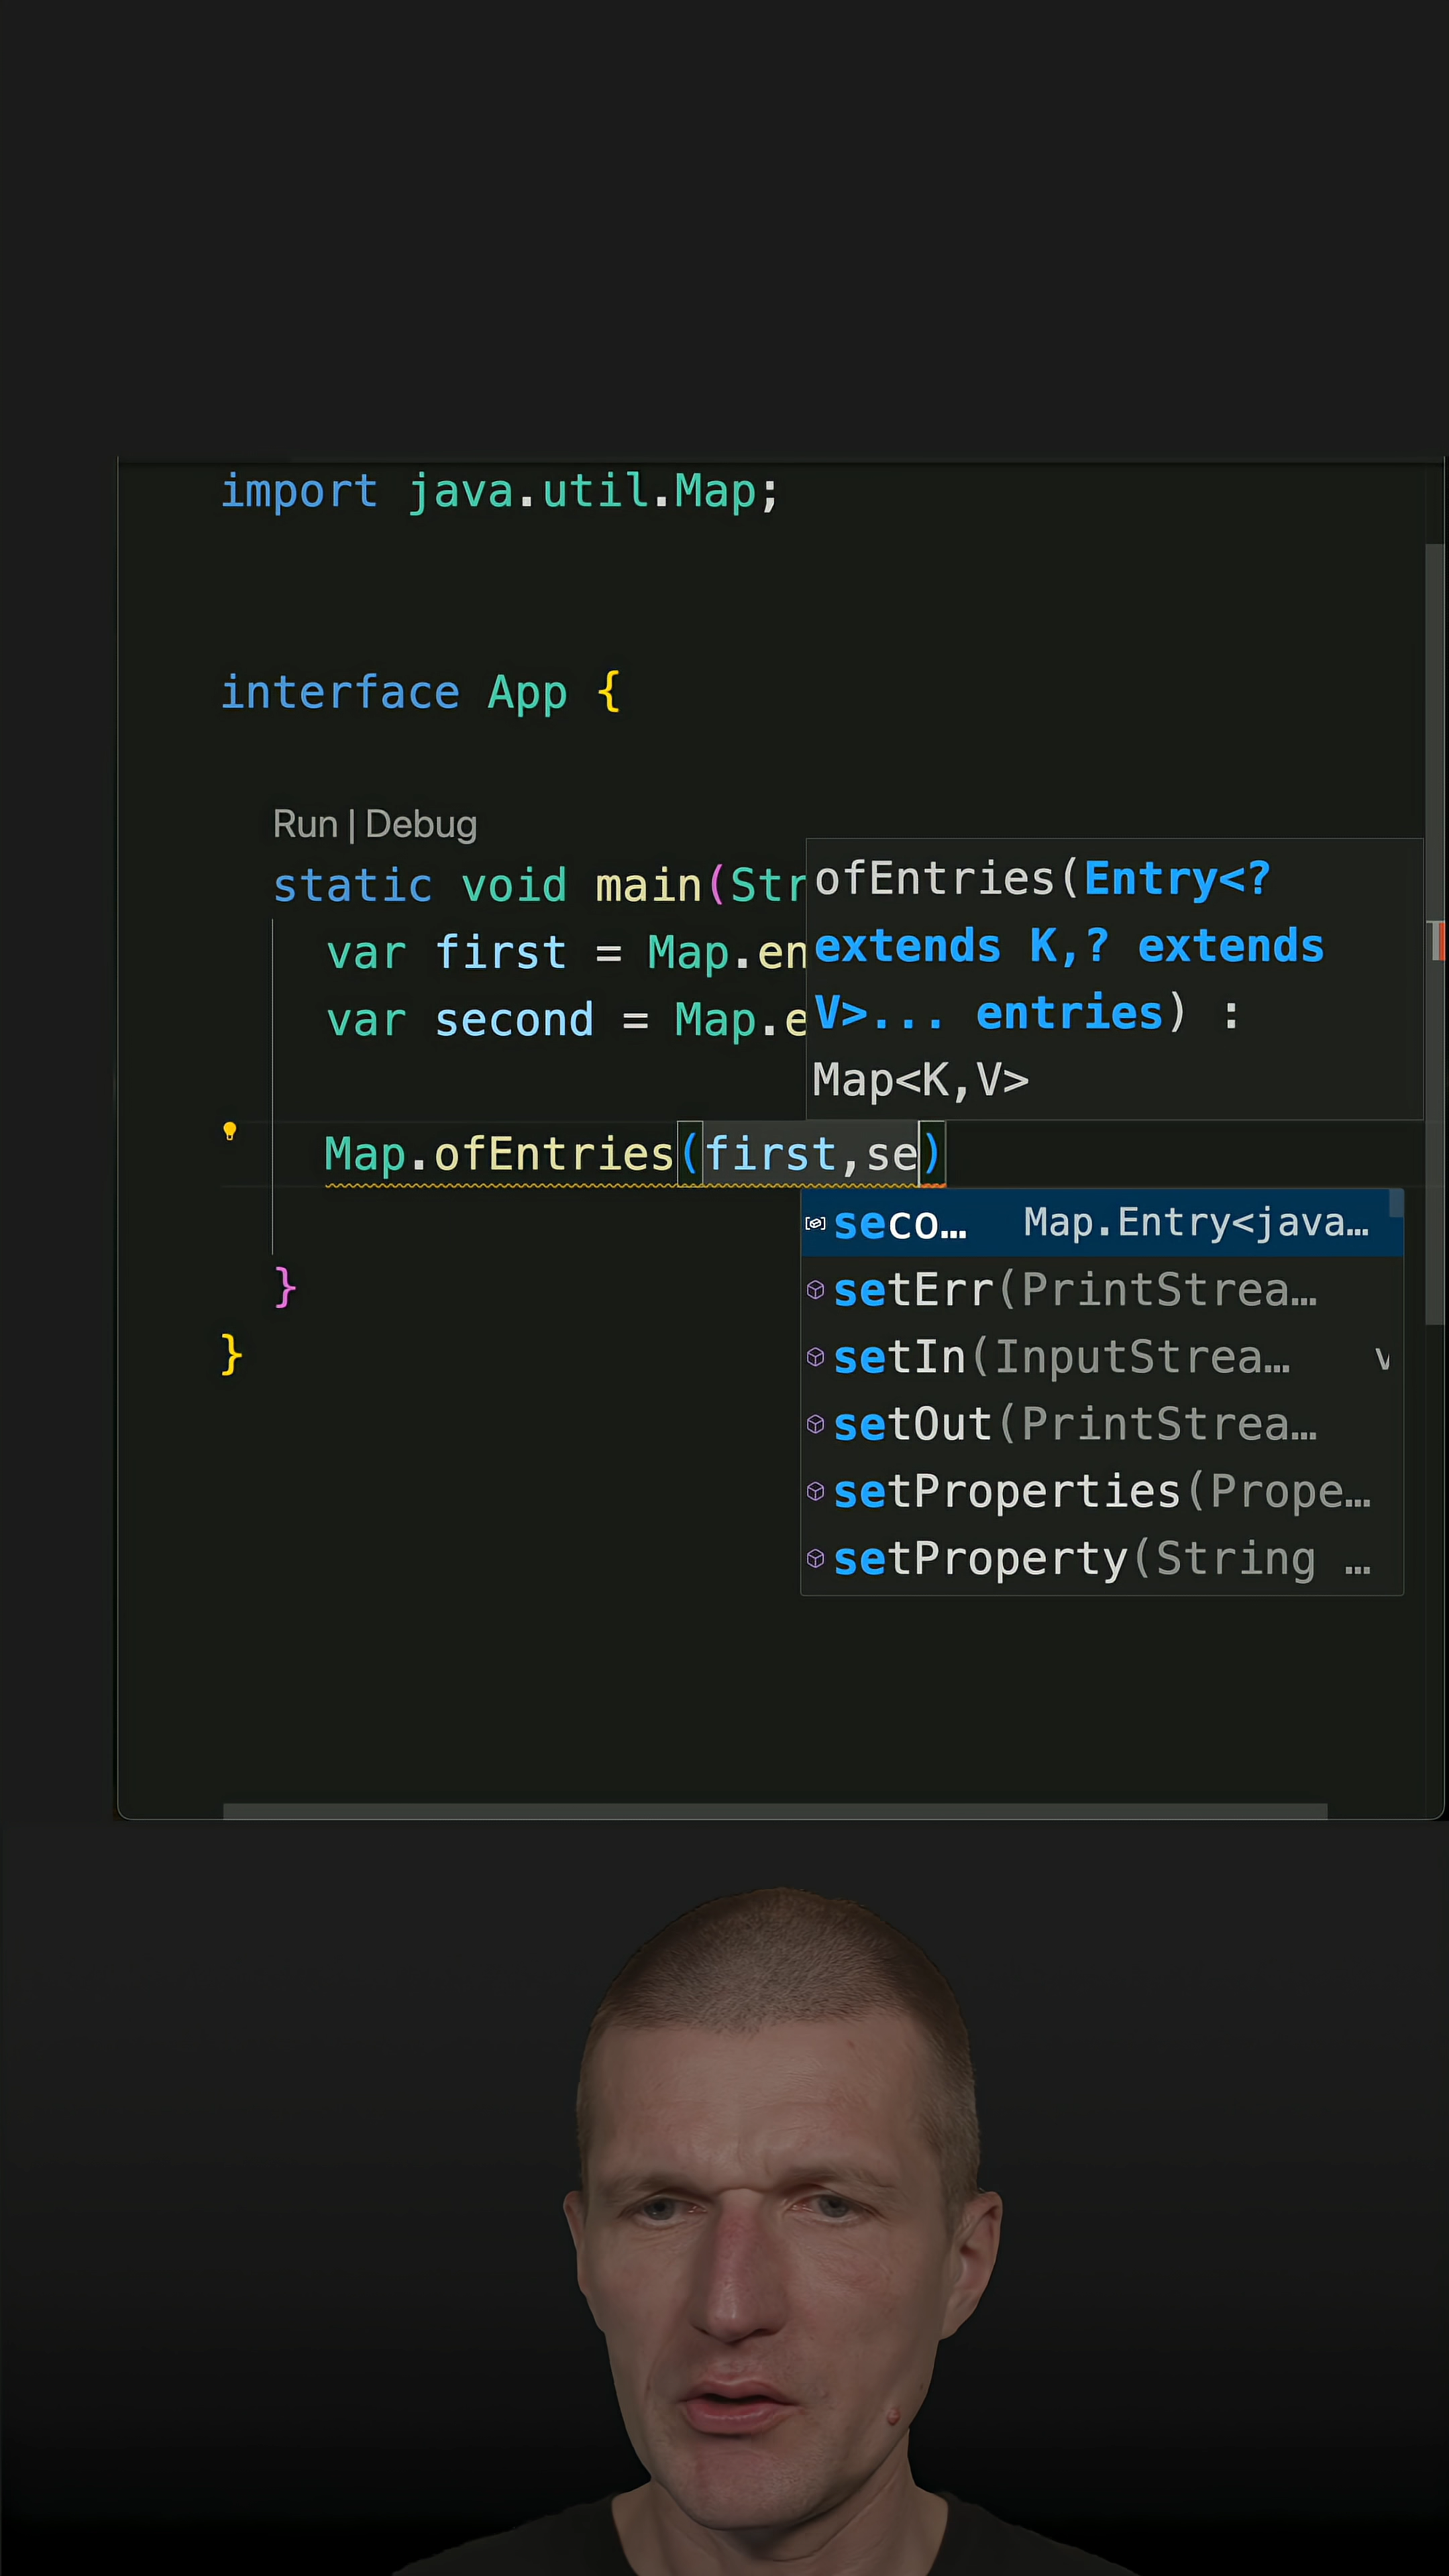 import java.util.Map;
interface App {
Run | Debug
static void main(Str
var first = Map.en
var second = Map.e
ofEntries(Entry<?
extends K,? extends
V>... entries) :
Map<K,V>
Map.ofEntries(first,se)
seco… Map.Entry<java…
setErr(PrintStrea…
setIn(InputStrea… v
setOut(PrintStrea…
setProperties(Prope…
setProperty(String …
}
}